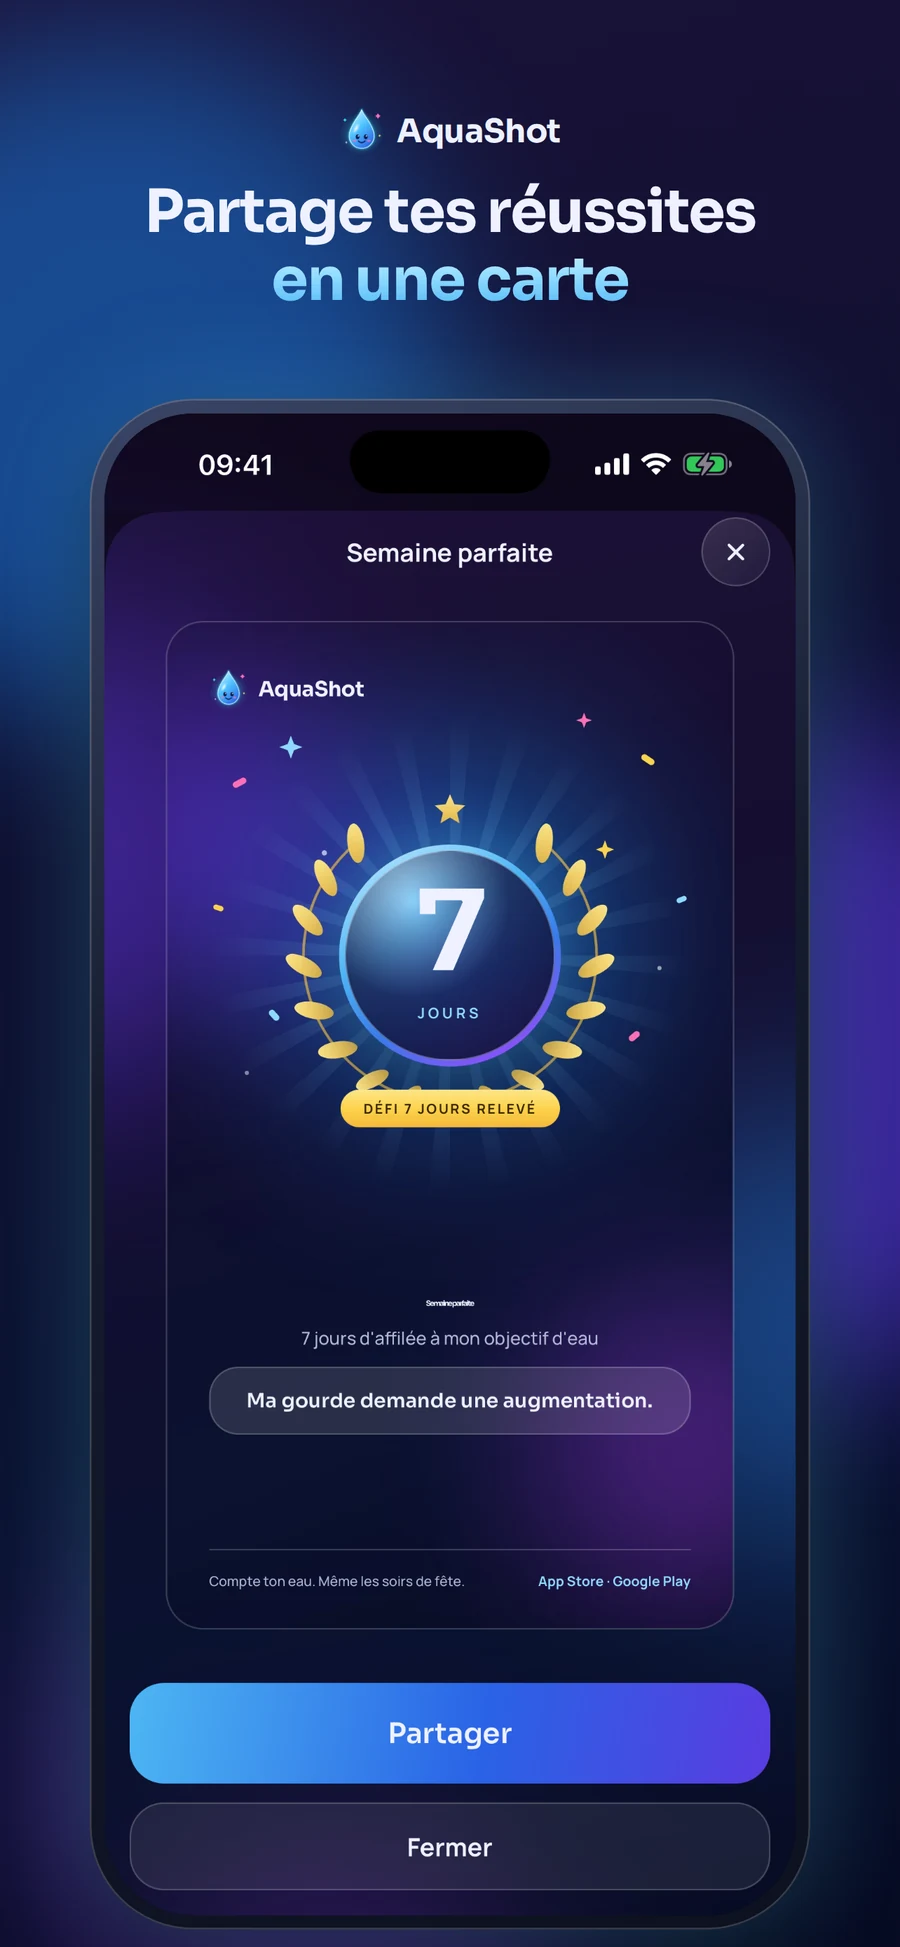 AquaShot
Partage tes réussites
en une carte
09:41
Semaine parfaite
AquaShot
7
JOURS
DÉFI 7 JOURS RELEVÉ
Semaine parfaite
7 jours d'affilée à mon objectif d'eau
Ma gourde demande une augmentation.
Compte ton eau. Même les soirs de fête.
App Store · Google Play
Partager
Fermer